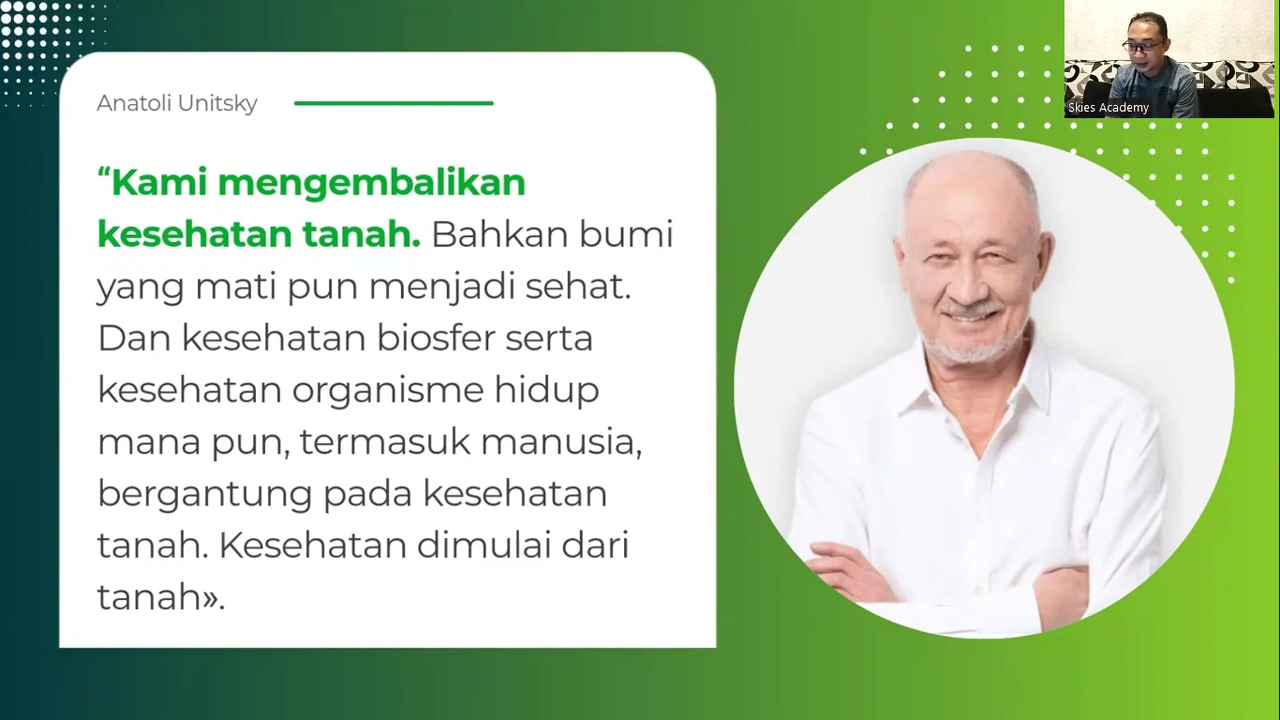 Anatoli Unitsky
“Kami mengembalikan
kesehatan tanah. Bahkan bumi
yang mati pun menjadi sehat.
Dan kesehatan biosfer serta
kesehatan organisme hidup
mana pun, termasuk manusia,
bergantung pada kesehatan
tanah. Kesehatan dimulai dari
tanah».
Skies Academy